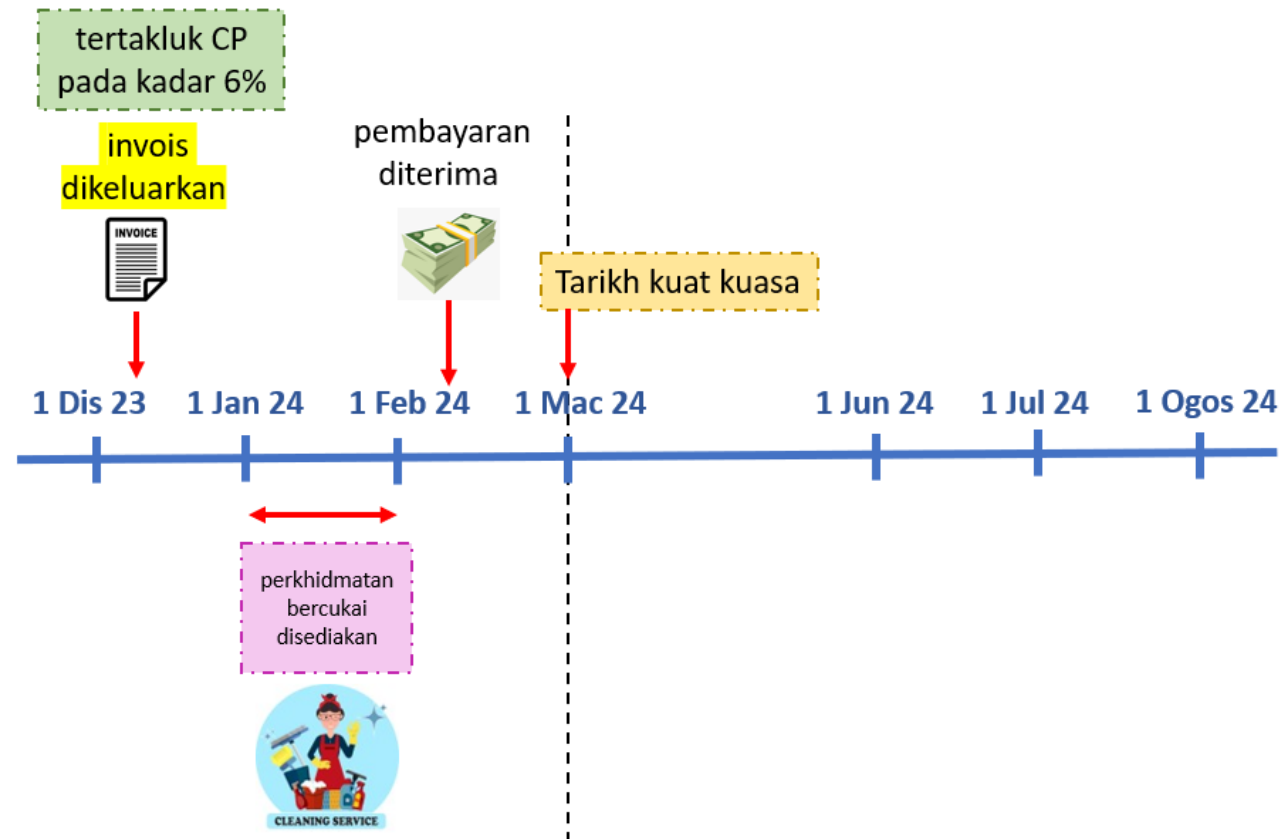 tertakluk CP
pada kadar 6%
invois
dikeluarkan
INVOICE
pembayaran
diterima
Tarikh kuat kuasa
1 Dis 23
1 Jan 24
1 Feb 24
1 Mac 24
1 Jun 24
1 Jul 24
1 Ogos 24
perkhidmatan
bercukai
disediakan
CLEANING SERVICE